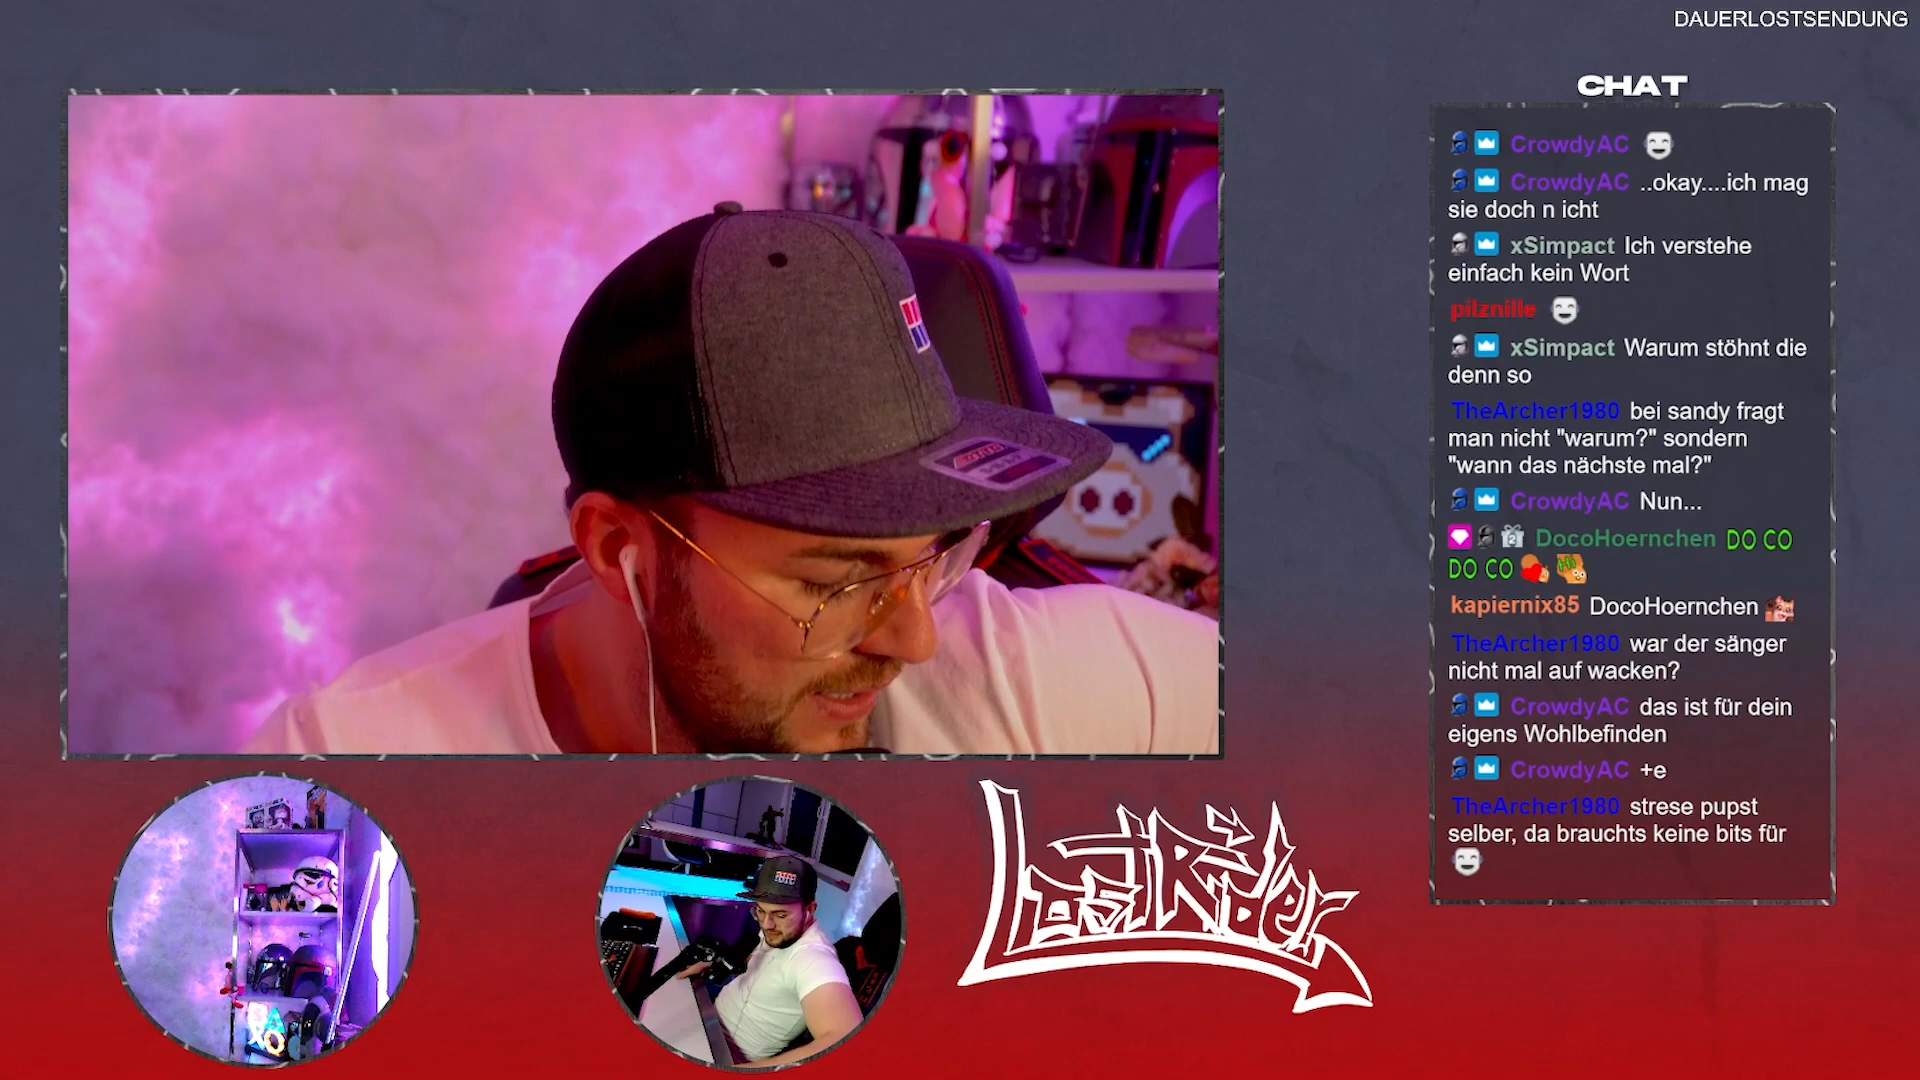 DAUERLOSTSENDUNG
CHAT
CrowdyAC
CrowdyAC ..okay....ich mag
sie doch n icht
xSimpact Ich verstehe
einfach kein Wort
pilznille
xSimpact Warum stöhnt die
denn so
TheArcher1980 bei sandy fragt
man nicht "warum?" sondern
"wann das nächste mal?"
CrowdyAC Nun...
DocoHoernchen DO CO
DO CO
kapiernix85 DocoHoernchen
TheArcher1980 war der sänger
nicht mal auf wacken?
CrowdyAC das ist für dein
eigens Wohlbefinden
CrowdyAC +e
TheArcher1980 strese pupst
selber, da brauchts keine bits für
LostRider